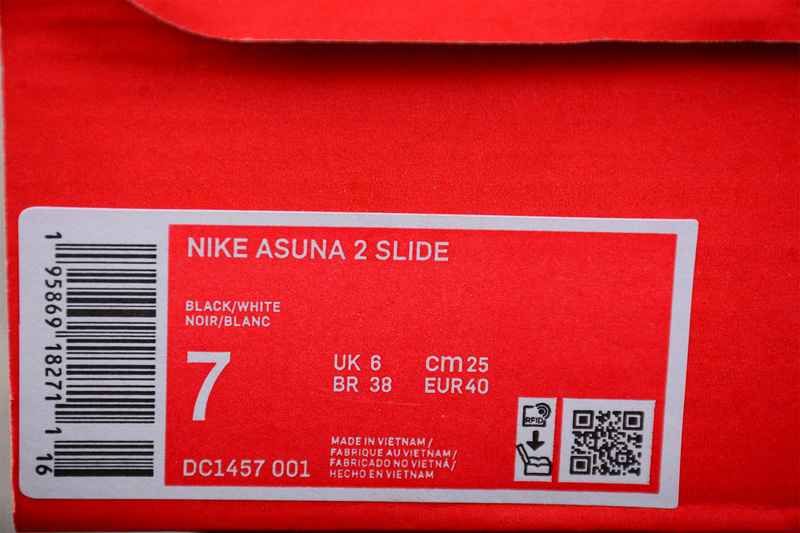 NIKE ASUNA 2 SLIDE
BLACK/WHITE
NOIR/BLANC
7
UK 6 cm 25
BR 38 EUR 40
DC1457 001
MADE IN VIETNAM /
FABRIQUE AU VIETNAM /
FABRICADO NO VIETNÃ /
HECHO EN VIETNAM
RFID
1 95869 18271 1 16